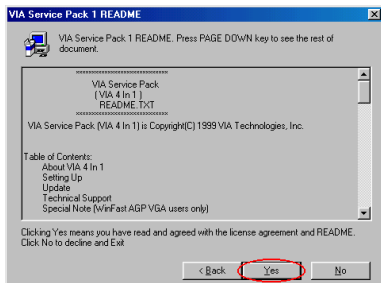 VIA Service Pack 1 README
VIA Service Pack 1 README. Press PAGE DOWN key to see the rest of
document.
==============================
VIA Service Pack
( VIA 4 In 1 )
README.TXT
==============================
VIA Service Pack (VIA 4 In 1) is Copyright(C) 1999 VIA Technologies, Inc.
Table of Contents:
About VIA 4 In 1
Setting Up
Update
Technical Support
Special Note (WinFast AGP VGA users only)
Clicking Yes means you have read and agreed with the license agreement and README.
Click No to decline and Exit
< Back
Yes
No